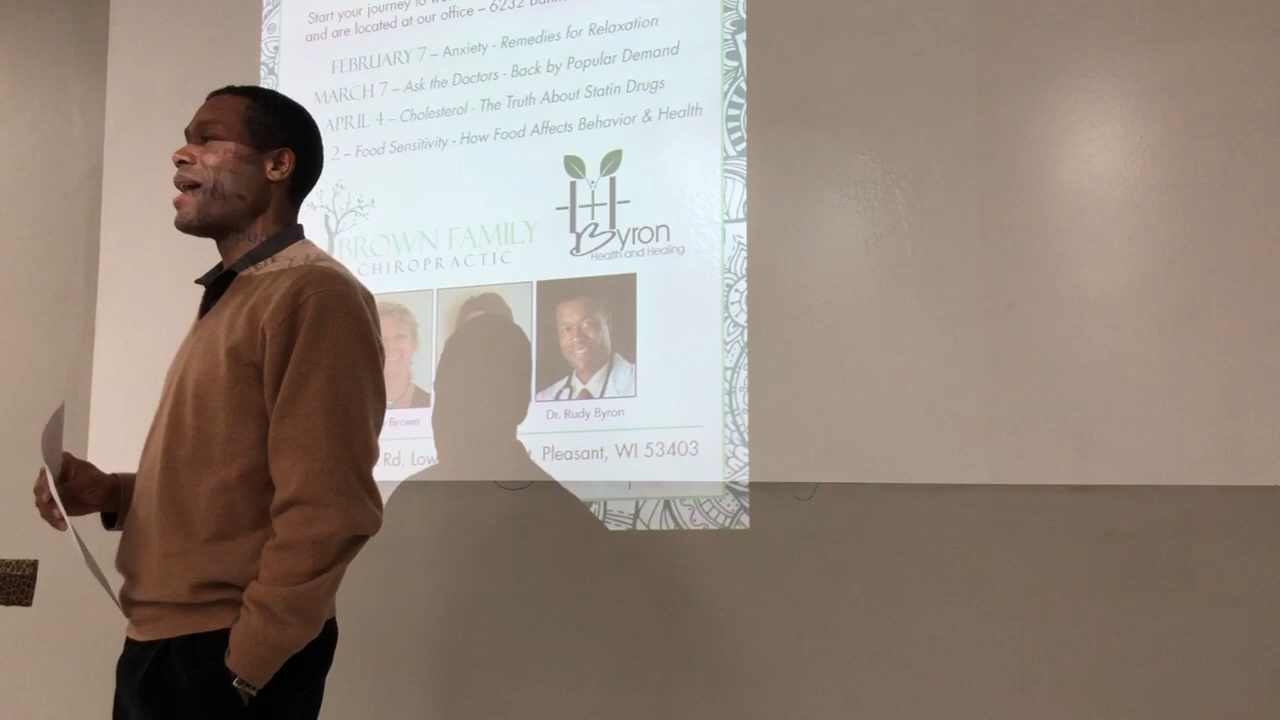 Start your journey to
and are located at our office – 6232
FEBRUARY 7 – Anxiety - Remedies for Relaxation
MARCH 7 – Ask the Doctors - Back by Popular Demand
APRIL 4 – Cholesterol - The Truth About Statin Drugs
2 – Food Sensitivity - How Food Affects Behavior & Health
BROWN FAMILY
CHIROPRACTIC
Byron
Health and Healing
Brown
Dr. Rudy Byron
Rd, Low
t. Pleasant, WI 53403